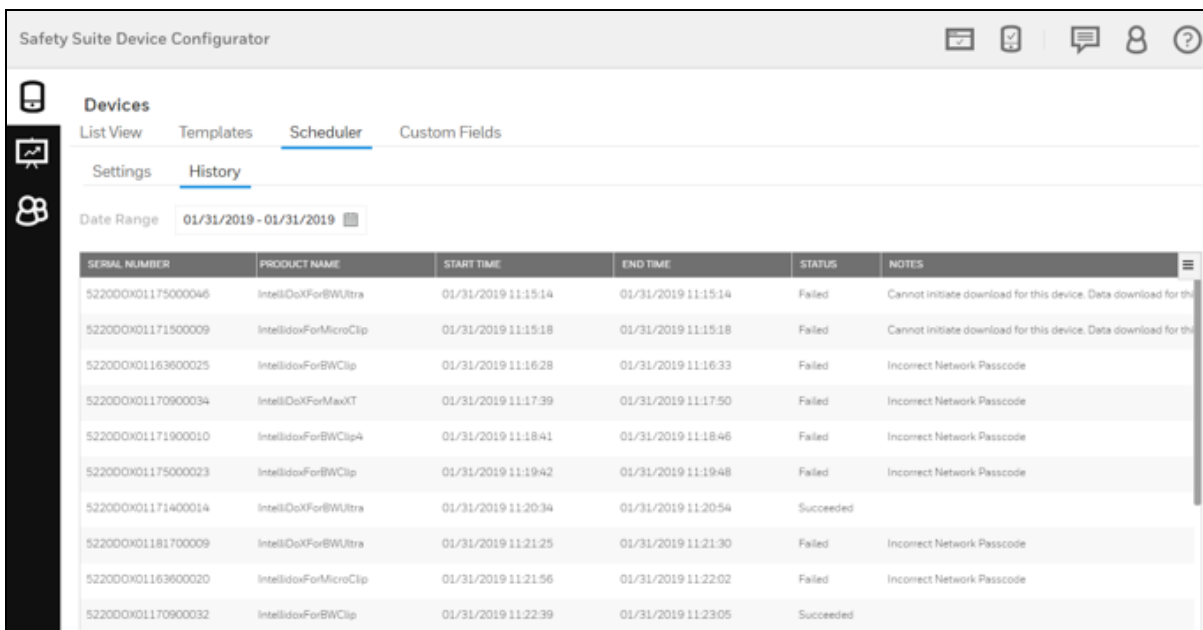 Safety Suite Device Configurator
Devices
List View Templates Scheduler Custom Fields
Settings History
Date Range 01/31/2019 - 01/31/2019
SERIAL NUMBER PRODUCT NAME START TIME END TIME STATUS NOTES
5220DOX01175000046 IntelliDoXForBWUltra 01/31/2019 11:15:14 01/31/2019 11:15:14 Failed Cannot initiate download for this device. Data download for thi
5220DOX01171500009 IntellidoxForMicroClip 01/31/2019 11:15:18 01/31/2019 11:15:18 Failed Cannot initiate download for this device. Data download for thi
5220DOX01163600025 IntellidoxForBWClip 01/31/2019 11:16:28 01/31/2019 11:16:33 Failed Incorrect Network Passcode
5220DOX01170900034 IntelliDoXForMaxXT 01/31/2019 11:17:39 01/31/2019 11:17:50 Failed Incorrect Network Passcode
5220DOX01171900010 IntellidoxForBWClip4 01/31/2019 11:18:41 01/31/2019 11:18:46 Failed Incorrect Network Passcode
5220DOX01175000023 IntellidoxForBWClip 01/31/2019 11:19:42 01/31/2019 11:19:48 Failed Incorrect Network Passcode
5220DOX01171400014 IntelliDoXForBWUltra 01/31/2019 11:20:34 01/31/2019 11:20:54 Succeeded
5220DOX01181700009 IntelliDoXForBWUltra 01/31/2019 11:21:25 01/31/2019 11:21:30 Failed Incorrect Network Passcode
5220DOX01163600020 IntellidoxForMicroClip 01/31/2019 11:21:56 01/31/2019 11:22:02 Failed Incorrect Network Passcode
5220DOX01170900032 IntellidoxForBWClip 01/31/2019 11:22:39 01/31/2019 11:23:05 Succeeded